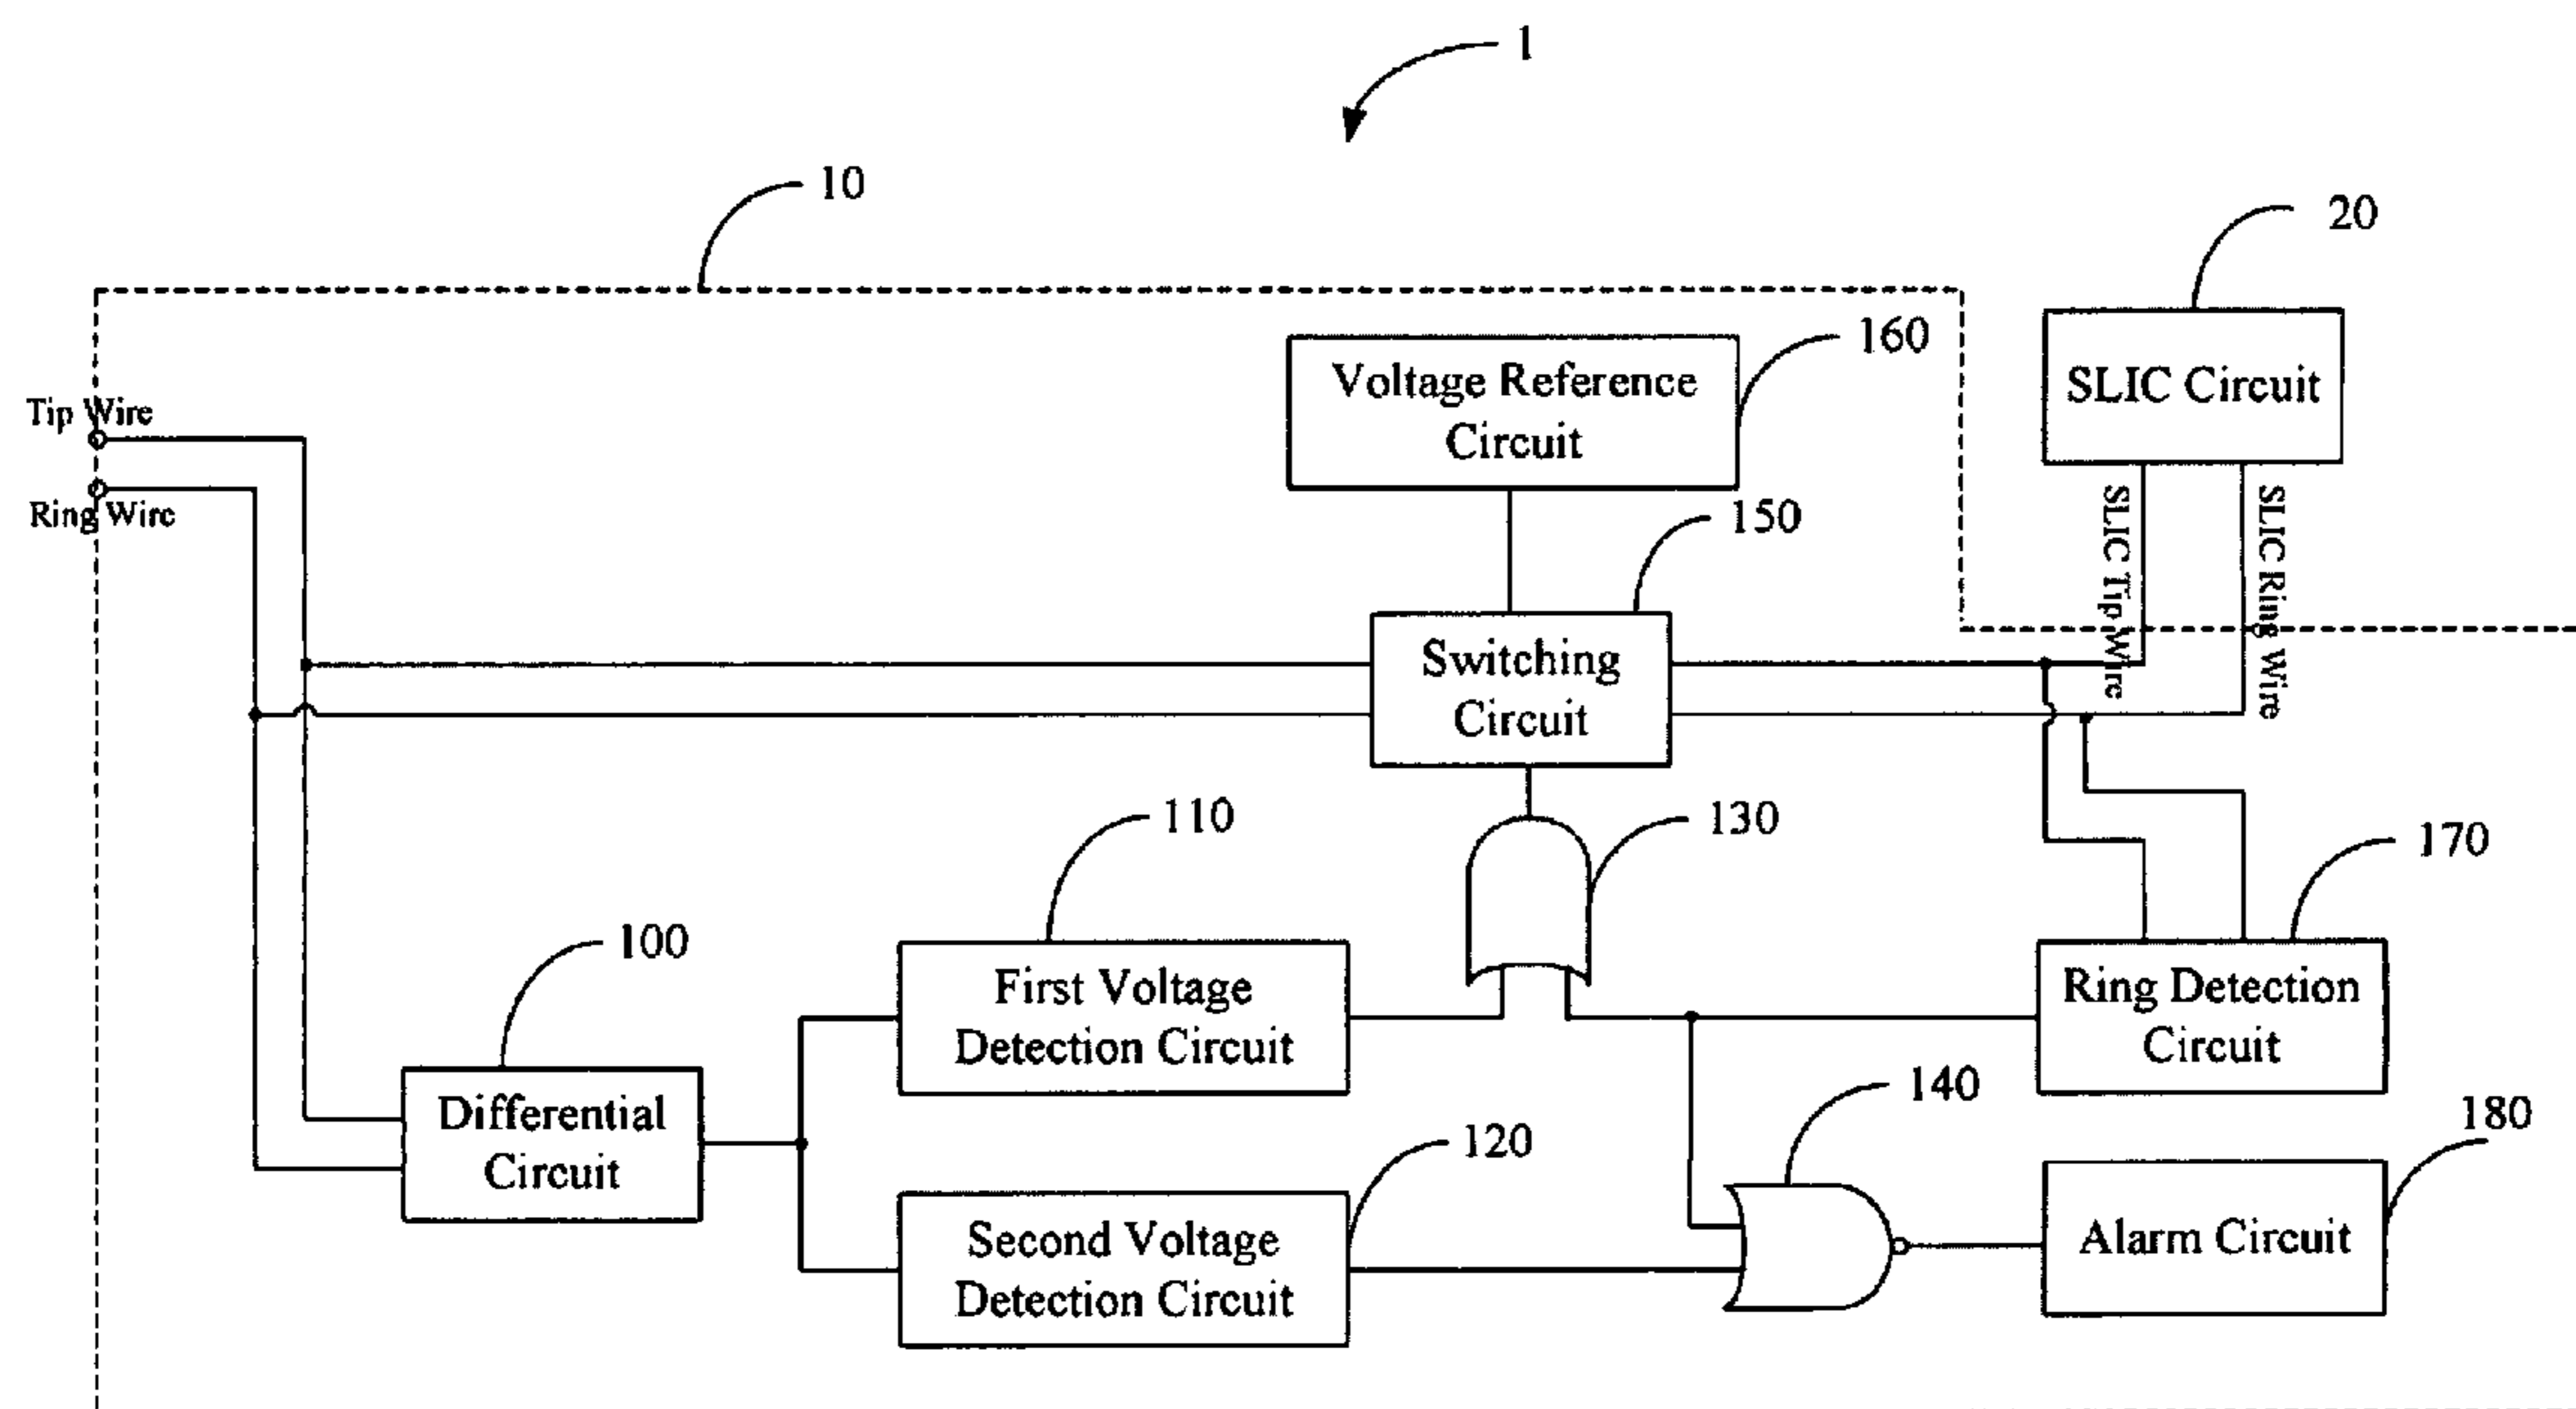 1
10
20
160
Voltage Reference
Circuit
SLIC Circuit
Tip Wire
Ring Wire
150
SLIC Tip Wire
SLIC Ring Wire
Switching
Circuit
110
130
170
100
First Voltage
Detection Circuit
Ring Detection
Circuit
140
Differential
Circuit
120
180
Second Voltage
Detection Circuit
Alarm Circuit